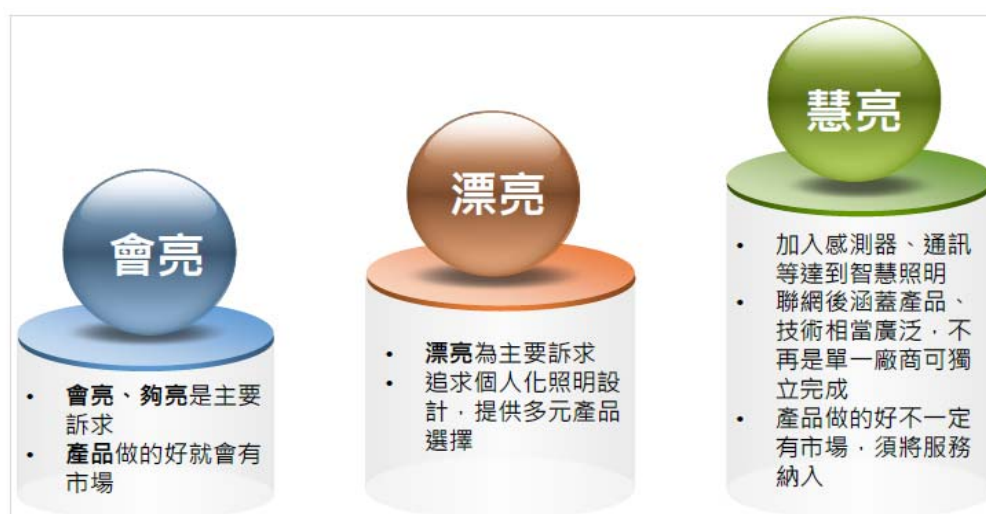 會亮
• 會亮、夠亮是主要
訴求
• 產品做的好就會有
市場
漂亮
• 漂亮為主要訴求
• 追求個人化照明設
計，提供多元產品
選擇
慧亮
• 加入感測器、通訊
等達到智慧照明
• 聯網後涵蓋產品、
技術相當廣泛，不
再是單一廠商可獨
立完成
• 產品做的好不一定
有市場，須將服務
納入